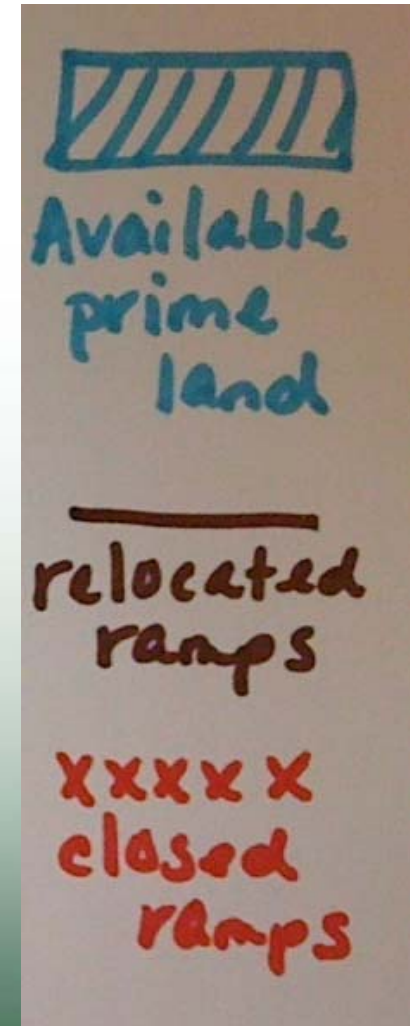 Available
prime
land
relocated
ramps
xxxxx
closed
ramps